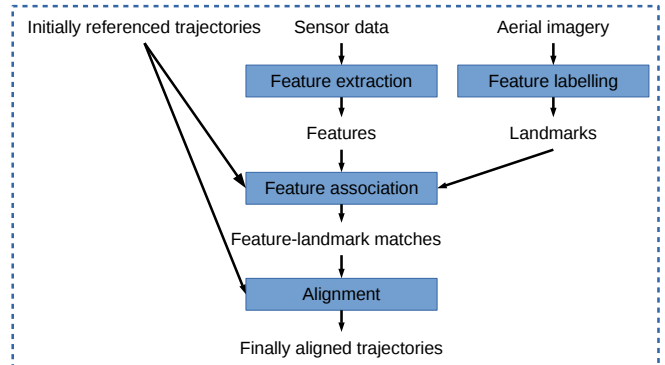 Initially referenced trajectories
Sensor data
Aerial imagery
Feature extraction
Feature labelling
Features
Landmarks
Feature association
Feature-landmark matches
Alignment
Finally aligned trajectories